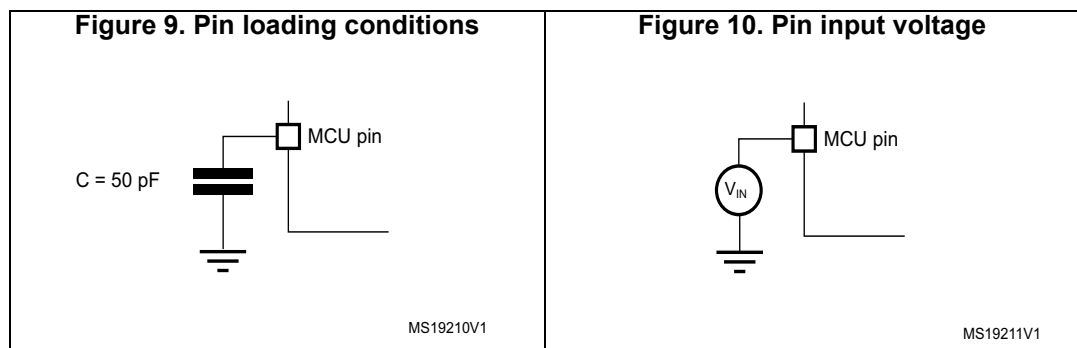 Figure 9. Pin loading conditions
MCU pin
C = 50 pF
MS19210V1
Figure 10. Pin input voltage
MCU pin
VIN
MS19211V1